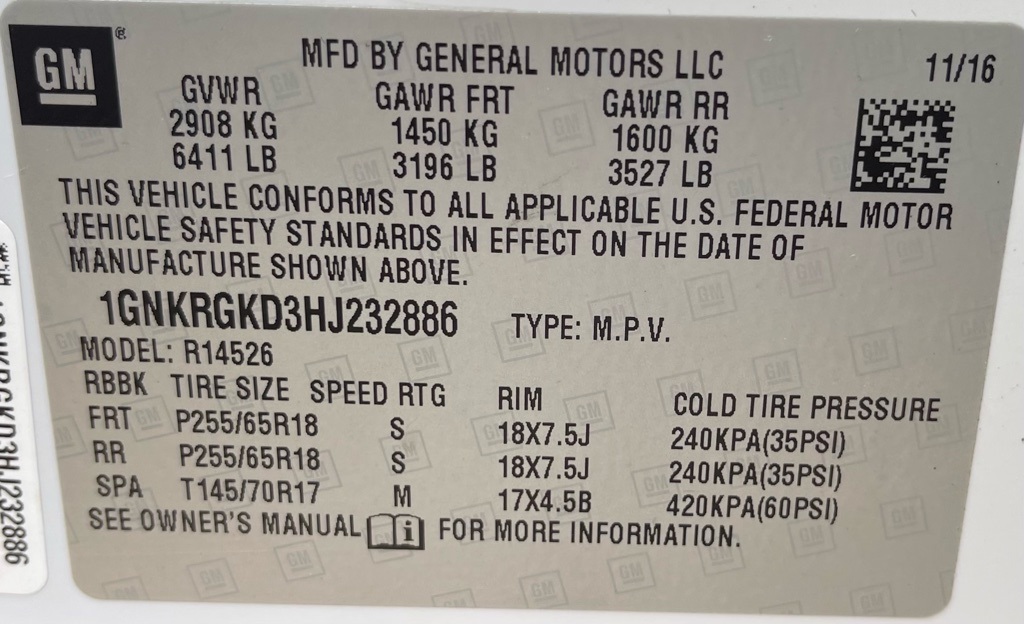 GM ®
MFD BY GENERAL MOTORS LLC 11/16
GVWR GAWR FRT GAWR RR
2908 KG 1450 KG 1600 KG
6411 LB 3196 LB 3527 LB
THIS VEHICLE CONFORMS TO ALL APPLICABLE U.S. FEDERAL MOTOR
VEHICLE SAFETY STANDARDS IN EFFECT ON THE DATE OF
MANUFACTURE SHOWN ABOVE.
1GNKRGKD3HJ232886 TYPE: M.P.V.
MODEL: R14526
RBBK TIRE SIZE SPEED RTG RIM COLD TIRE PRESSURE
FRT P255/65R18 S 18X7.5J 240KPA(35PSI)
RR P255/65R18 S 18X7.5J 240KPA(35PSI)
SPA T145/70R17 M 17X4.5B 420KPA(60PSI)
SEE OWNER'S MANUAL i FOR MORE INFORMATION.
1GNKRGKD3HJ232886